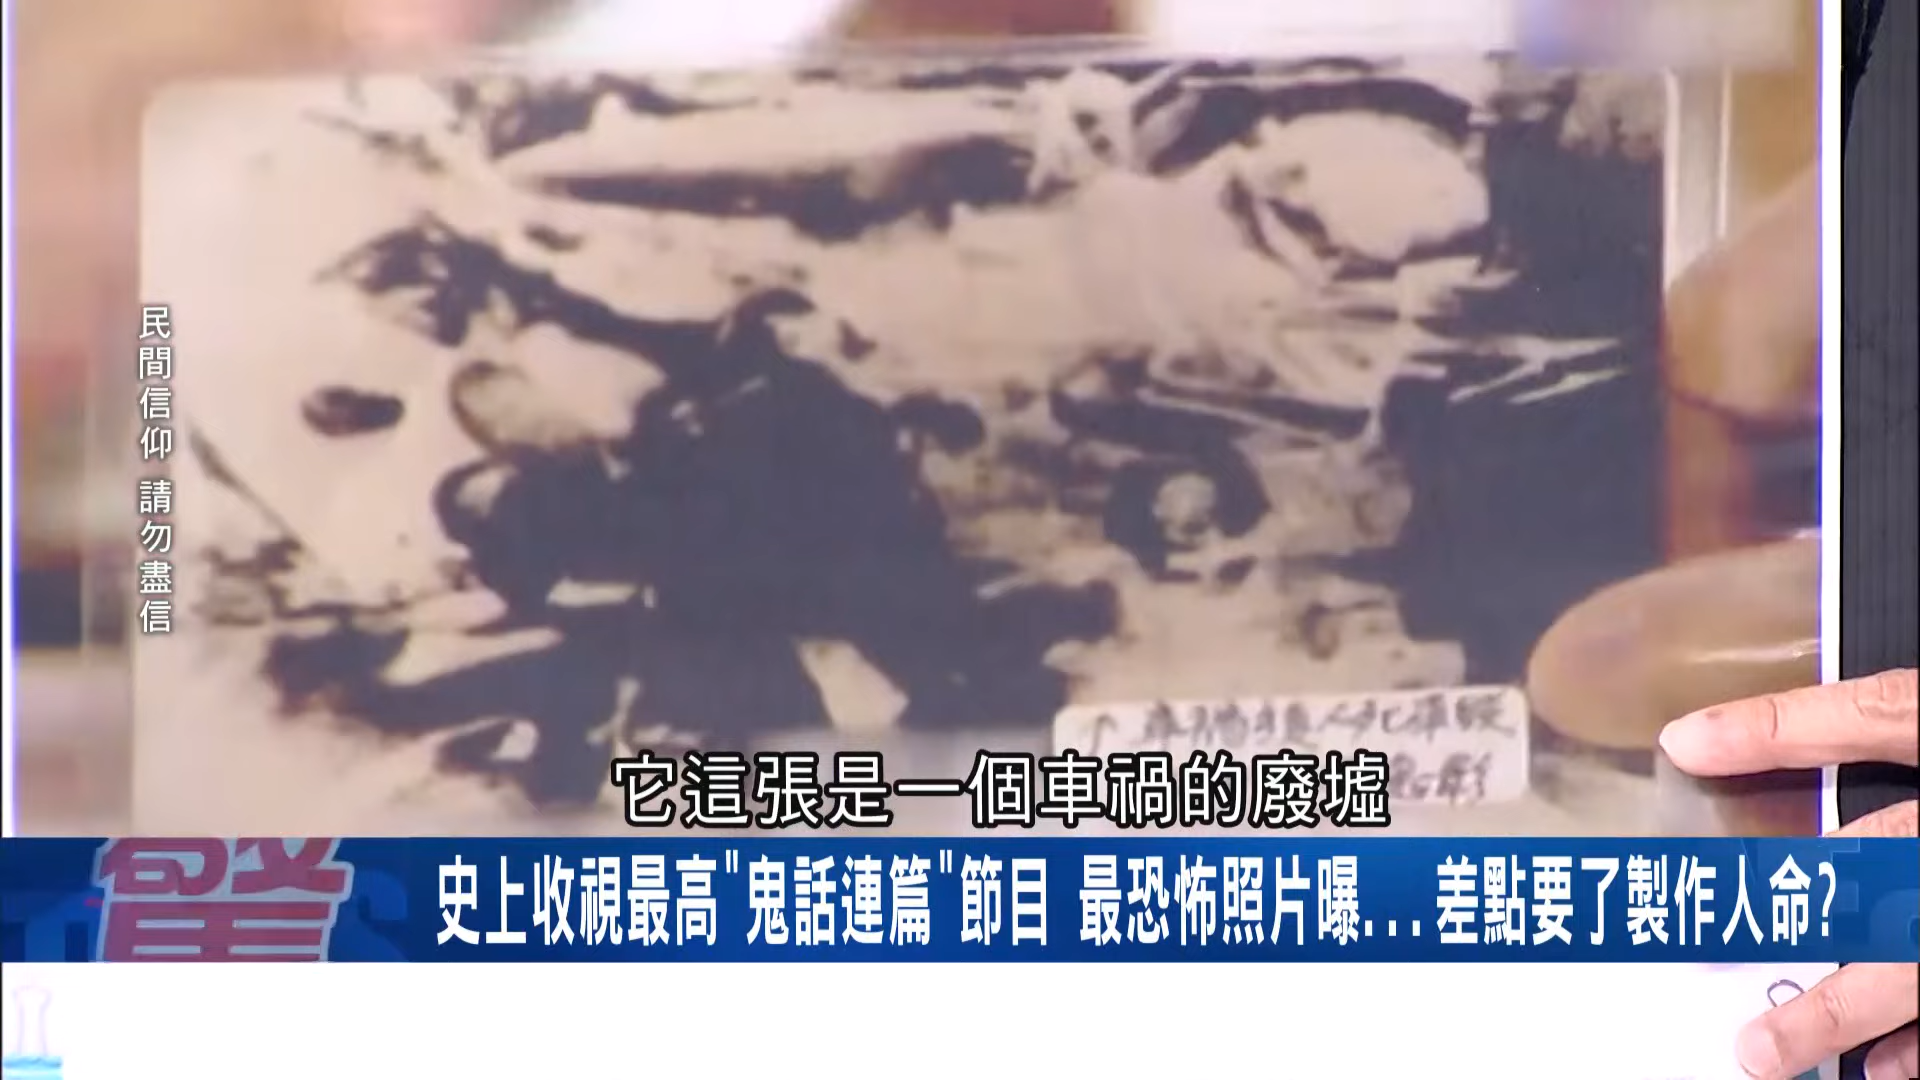 民間信仰 請勿盡信
它這張是一個車禍的廢墟
驚
史上收視最高"鬼話連篇"節目 最恐怖照片曝...差點要了製作人命?